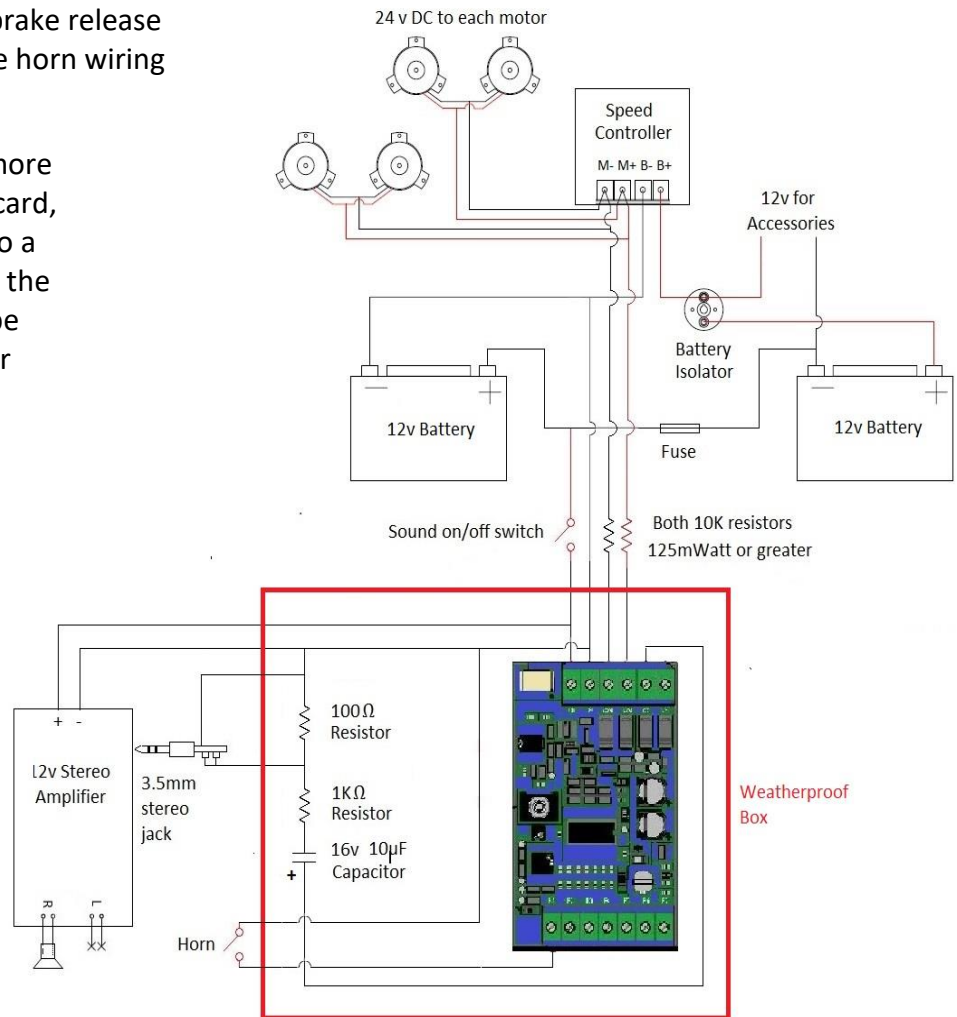 brake release
e horn wiring
nore
card,
o a
the
be
r
24 v DC to each motor
Speed
Controller
M- M+ B- B+
12v for
Accessories
Battery
Isolator
12v Battery
Fuse
12v Battery
Sound on/off switch
Both 10K resistors
125mWatt or greater
+ -
12v Stereo
Amplifier
R L
3.5mm
stereo
jack
100Ω
Resistor
1KΩ
Resistor
16v 10µF
Capacitor
+
Horn
Weatherproof
Box